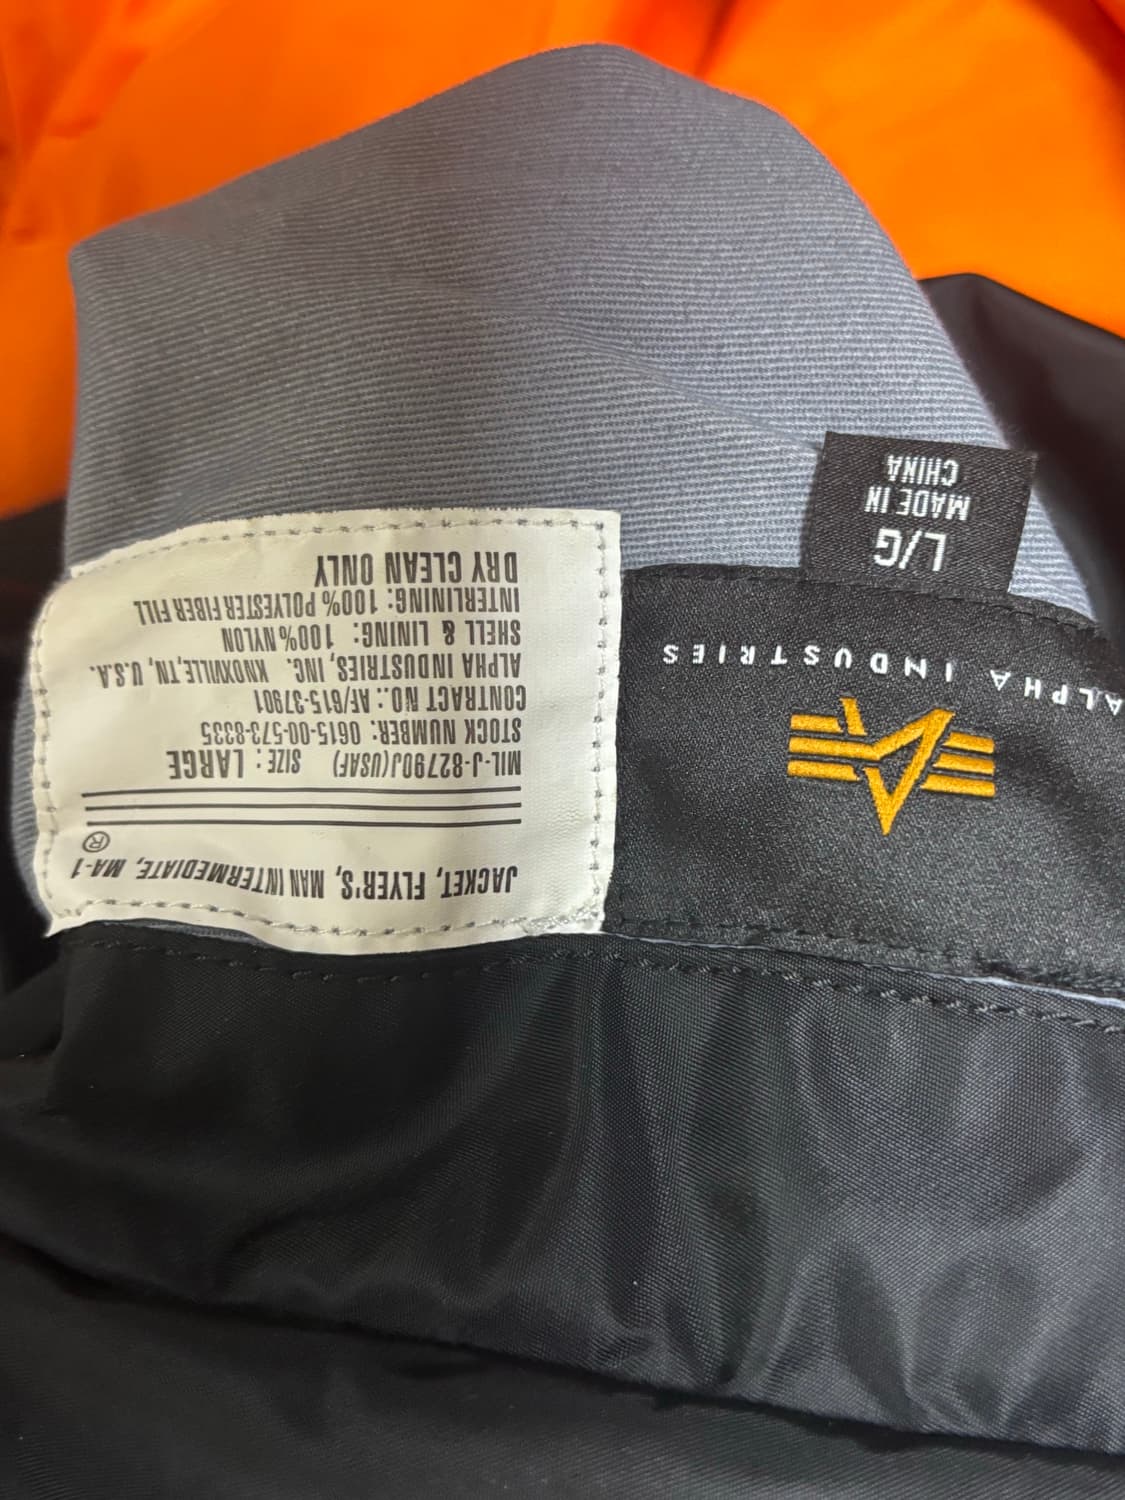 JACKET, FLYER'S, MAN INTERMEDIATE, MA-1 ®
MIL-J-82790J(USAF) SIZE: LARGE
STOCK NUMBER: 0615-00-573-8335
CONTRACT NO.: AF/615-37901
ALPHA INDUSTRIES, INC. KNOXVILLE,TN, U.S.A.
SHELL & LINING: 100% NYLON
INTERLINING: 100% POLYESTER FIBER FILL
DRY CLEAN ONLY
ALPHA INDUSTRIES
L/G
MADE IN
CHINA